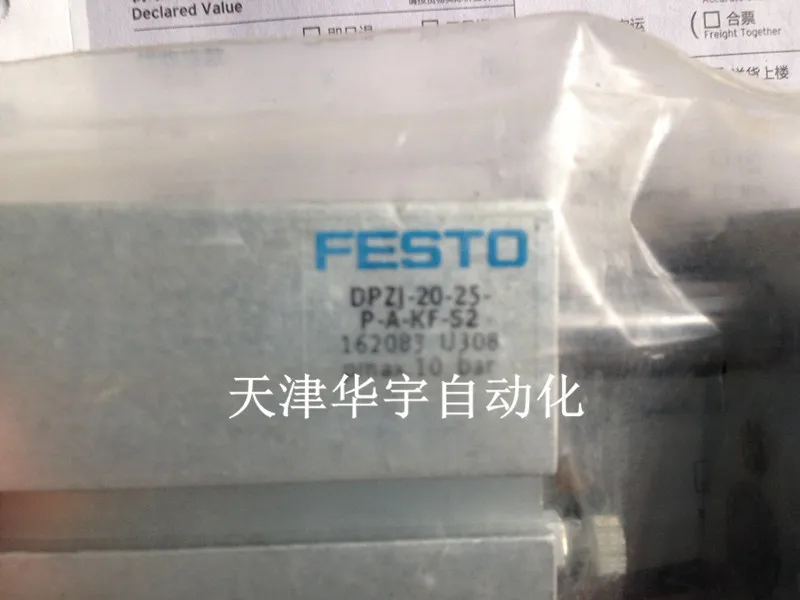 Declared Value
合票
Freight Together
FESTO
DPZJ-20-25-
P-A-KF-S2
162083 U308
pmax 10 bar
天津华宇自动化